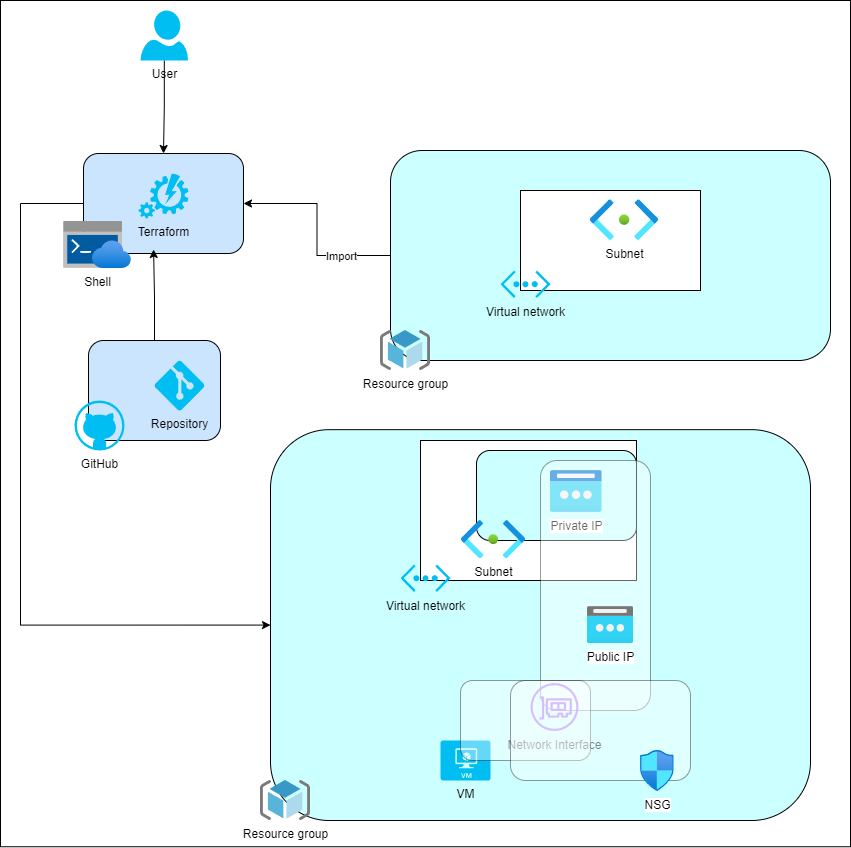 User
Terraform
>_
Shell
Subnet
Import
Virtual network
Resource group
Repository
GitHub
Private IP
Subnet
Virtual network
Public IP
Network Interface
VM
VM
NSG
Resource group